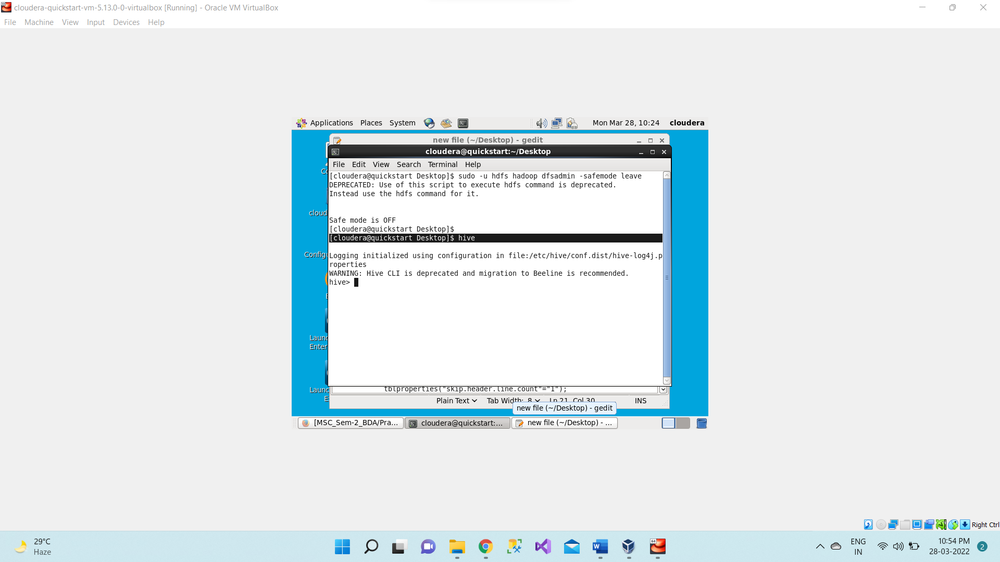 cloudera-quickstart-vm-5.13.0-0-virtualbox [Running] - Oracle VM VirtualBox
File Machine View Input Devices Help
Applications Places System Mon Mar 28, 10:24 cloudera
new file (~/Desktop) - gedit
cloudera@quickstart:~/Desktop
File Edit View Search Terminal Help
[cloudera@quickstart Desktop]$ sudo -u hdfs hadoop dfsadmin -safemode leave
DEPRECATED: Use of this script to execute hdfs command is deprecated.
Instead use the hdfs command for it.
Safe mode is OFF
[cloudera@quickstart Desktop]$
[cloudera@quickstart Desktop]$ hive
Logging initialized using configuration in file:/etc/hive/conf.dist/hive-log4j.p
roperties
WARNING: Hive CLI is deprecated and migration to Beeline is recommended.
hive>
cloud
Config
Laun
Enter
Laun
E
tblproperties("skip.header.line.count"="1");
Plain Text Tab Width: 8 Ln 21, Col 30 INS
new file (~/Desktop) - gedit
[MSC_Sem-2_BDA/Pra... cloudera@quickstart:... new file (~/Desktop) - ...
Right Ctrl
29°C
Haze
ENG
IN
10:54 PM
28-03-2022
2